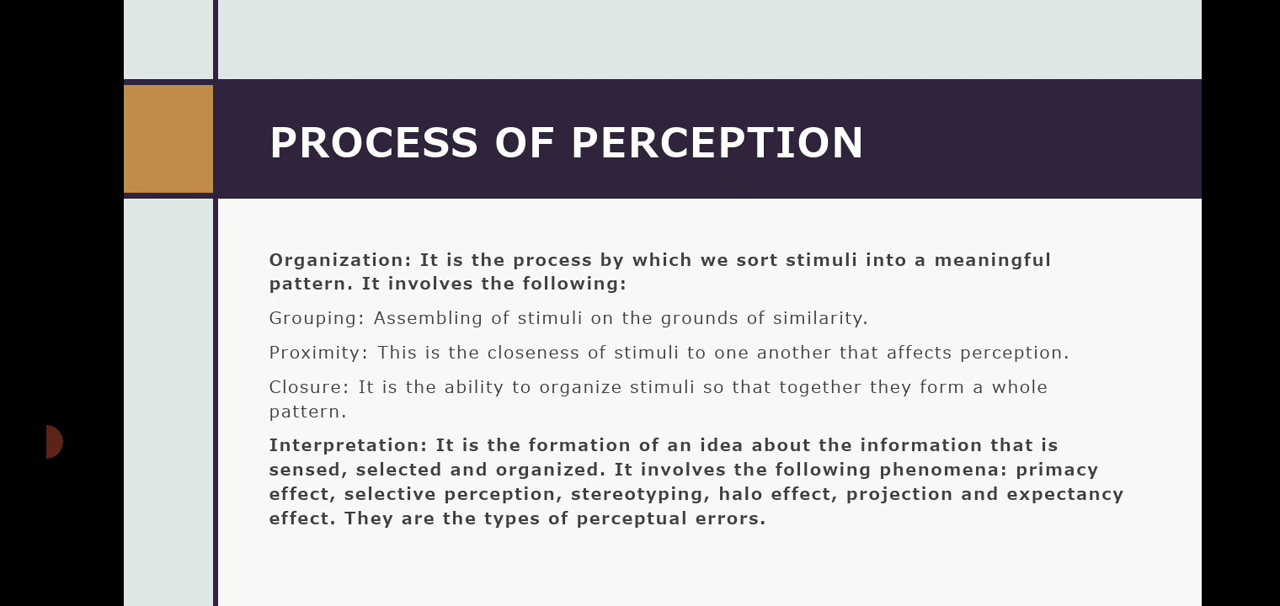 PROCESS OF PERCEPTION
Organization: It is the process by which we sort stimuli into a meaningful
pattern. It involves the following:
Grouping: Assembling of stimuli on the grounds of similarity.
Proximity: This is the closeness of stimuli to one another that affects perception.
Closure: It is the ability to organize stimuli so that together they form a whole
pattern.
Interpretation: It is the formation of an idea about the information that is
sensed, selected and organized. It involves the following phenomena: primacy
effect, selective perception, stereotyping, halo effect, projection and expectancy
effect. They are the types of perceptual errors.